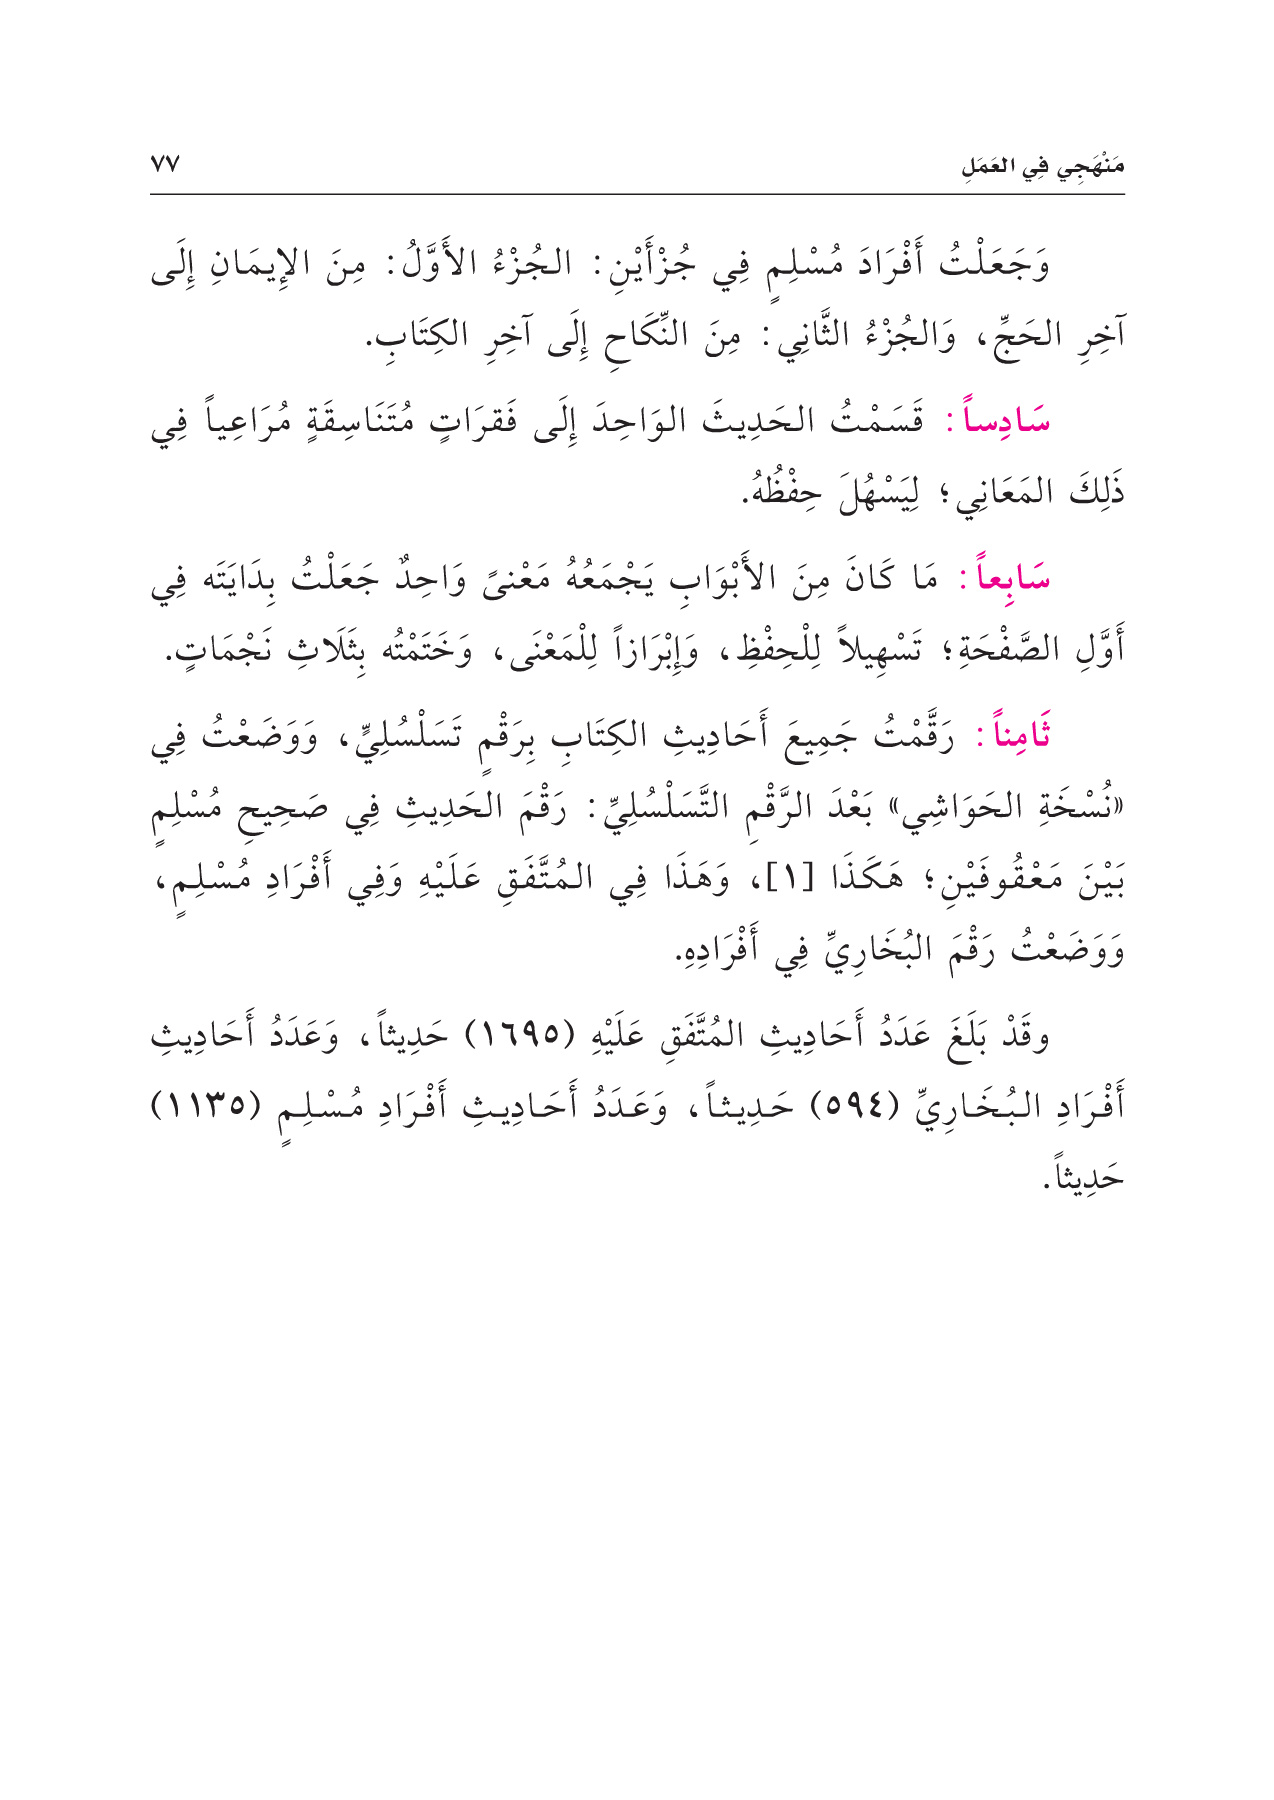 مَنْهَجِي فِي العَمَلِ ٧٧
وَجَعَلْتُ أَفْرَادَ مُسْلِمٍ فِي جُزْأَيْنِ: الجُزْءُ الأَوَّلُ: مِنَ الإِيمَانِ إِلَى
آخِرِ الحَجِّ، وَالجُزْءُ الثَّانِي: مِنَ النِّكَاحِ إِلَى آخِرِ الكِتَابِ.
سَادِساً: قَسَمْتُ الحَدِيثَ الوَاحِدَ إِلَى فَقرَاتٍ مُتَنَاسِقَةٍ مُرَاعِياً فِي
ذَلِكَ المَعَانِي؛ لِيَسْهُلَ حِفْظُهُ.
سَابِعاً: مَا كَانَ مِنَ الأَبْوَابِ يَجْمَعُهُ مَعْنىً وَاحِدٌ جَعَلْتُ بِدَايَتَه فِي
أَوَّلِ الصَّفْحَةِ؛ تَسْهِيلاً لِلْحِفْظِ، وَإِبْرَازاً لِلْمَعْنَى، وَخَتَمْتُه بِثَلَاثِ نَجْمَاتٍ.
ثَامِناً: رَقَّمْتُ جَمِيعَ أَحَادِيثِ الكِتَابِ بِرَقْمٍ تَسَلْسُلِيٍّ، وَوَضَعْتُ فِي
«نُسْخَةِ الحَوَاشِي» بَعْدَ الرَّقْمِ التَّسَلْسُلِيِّ: رَقْمَ الحَدِيثِ فِي صَحِيحِ مُسْلِمٍ
بَيْنَ مَعْقُوفَيْنِ؛ هَكَذَا [١]، وَهَذَا فِي المُتَّفَقِ عَلَيْهِ وَفِي أَفْرَادِ مُسْلِمٍ،
وَوَضَعْتُ رَقْمَ البُخَارِيِّ فِي أَفْرَادِهِ.
وقَدْ بَلَغَ عَدَدُ أَحَادِيثِ المُتَّفَقِ عَلَيْهِ (١٦٩٥) حَدِيثاً، وَعَدَدُ أَحَادِيثِ
أَفْرَادِ البُخَارِيِّ (٥٩٤) حَدِيثاً، وَعَدَدُ أَحَادِيثِ أَفْرَادِ مُسْلِمٍ (١١٣٥)
حَدِيثاً.